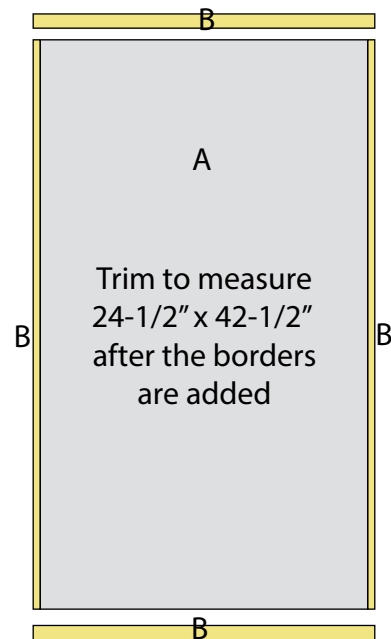 B
A
Trim to measure
24-1/2” x 42-1/2”
after the borders
are added
B
B
B